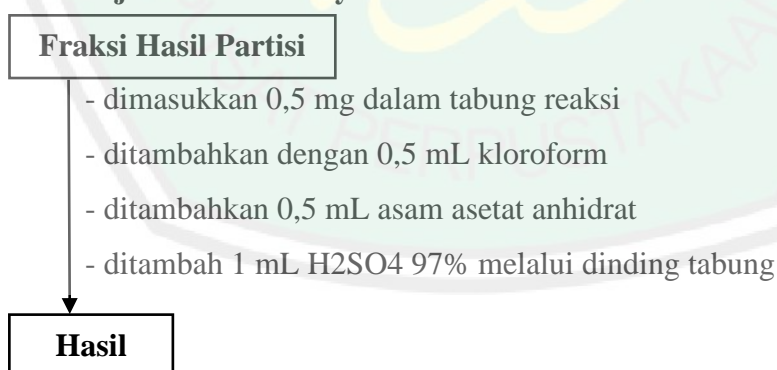 Fraksi Hasil Partisi
- dimasukkan 0,5 mg dalam tabung reaksi
- ditambahkan dengan 0,5 mL kloroform
- ditambahkan 0,5 mL asam asetat anhidrat
- ditambah 1 mL H2SO4 97% melalui dinding tabung
Hasil